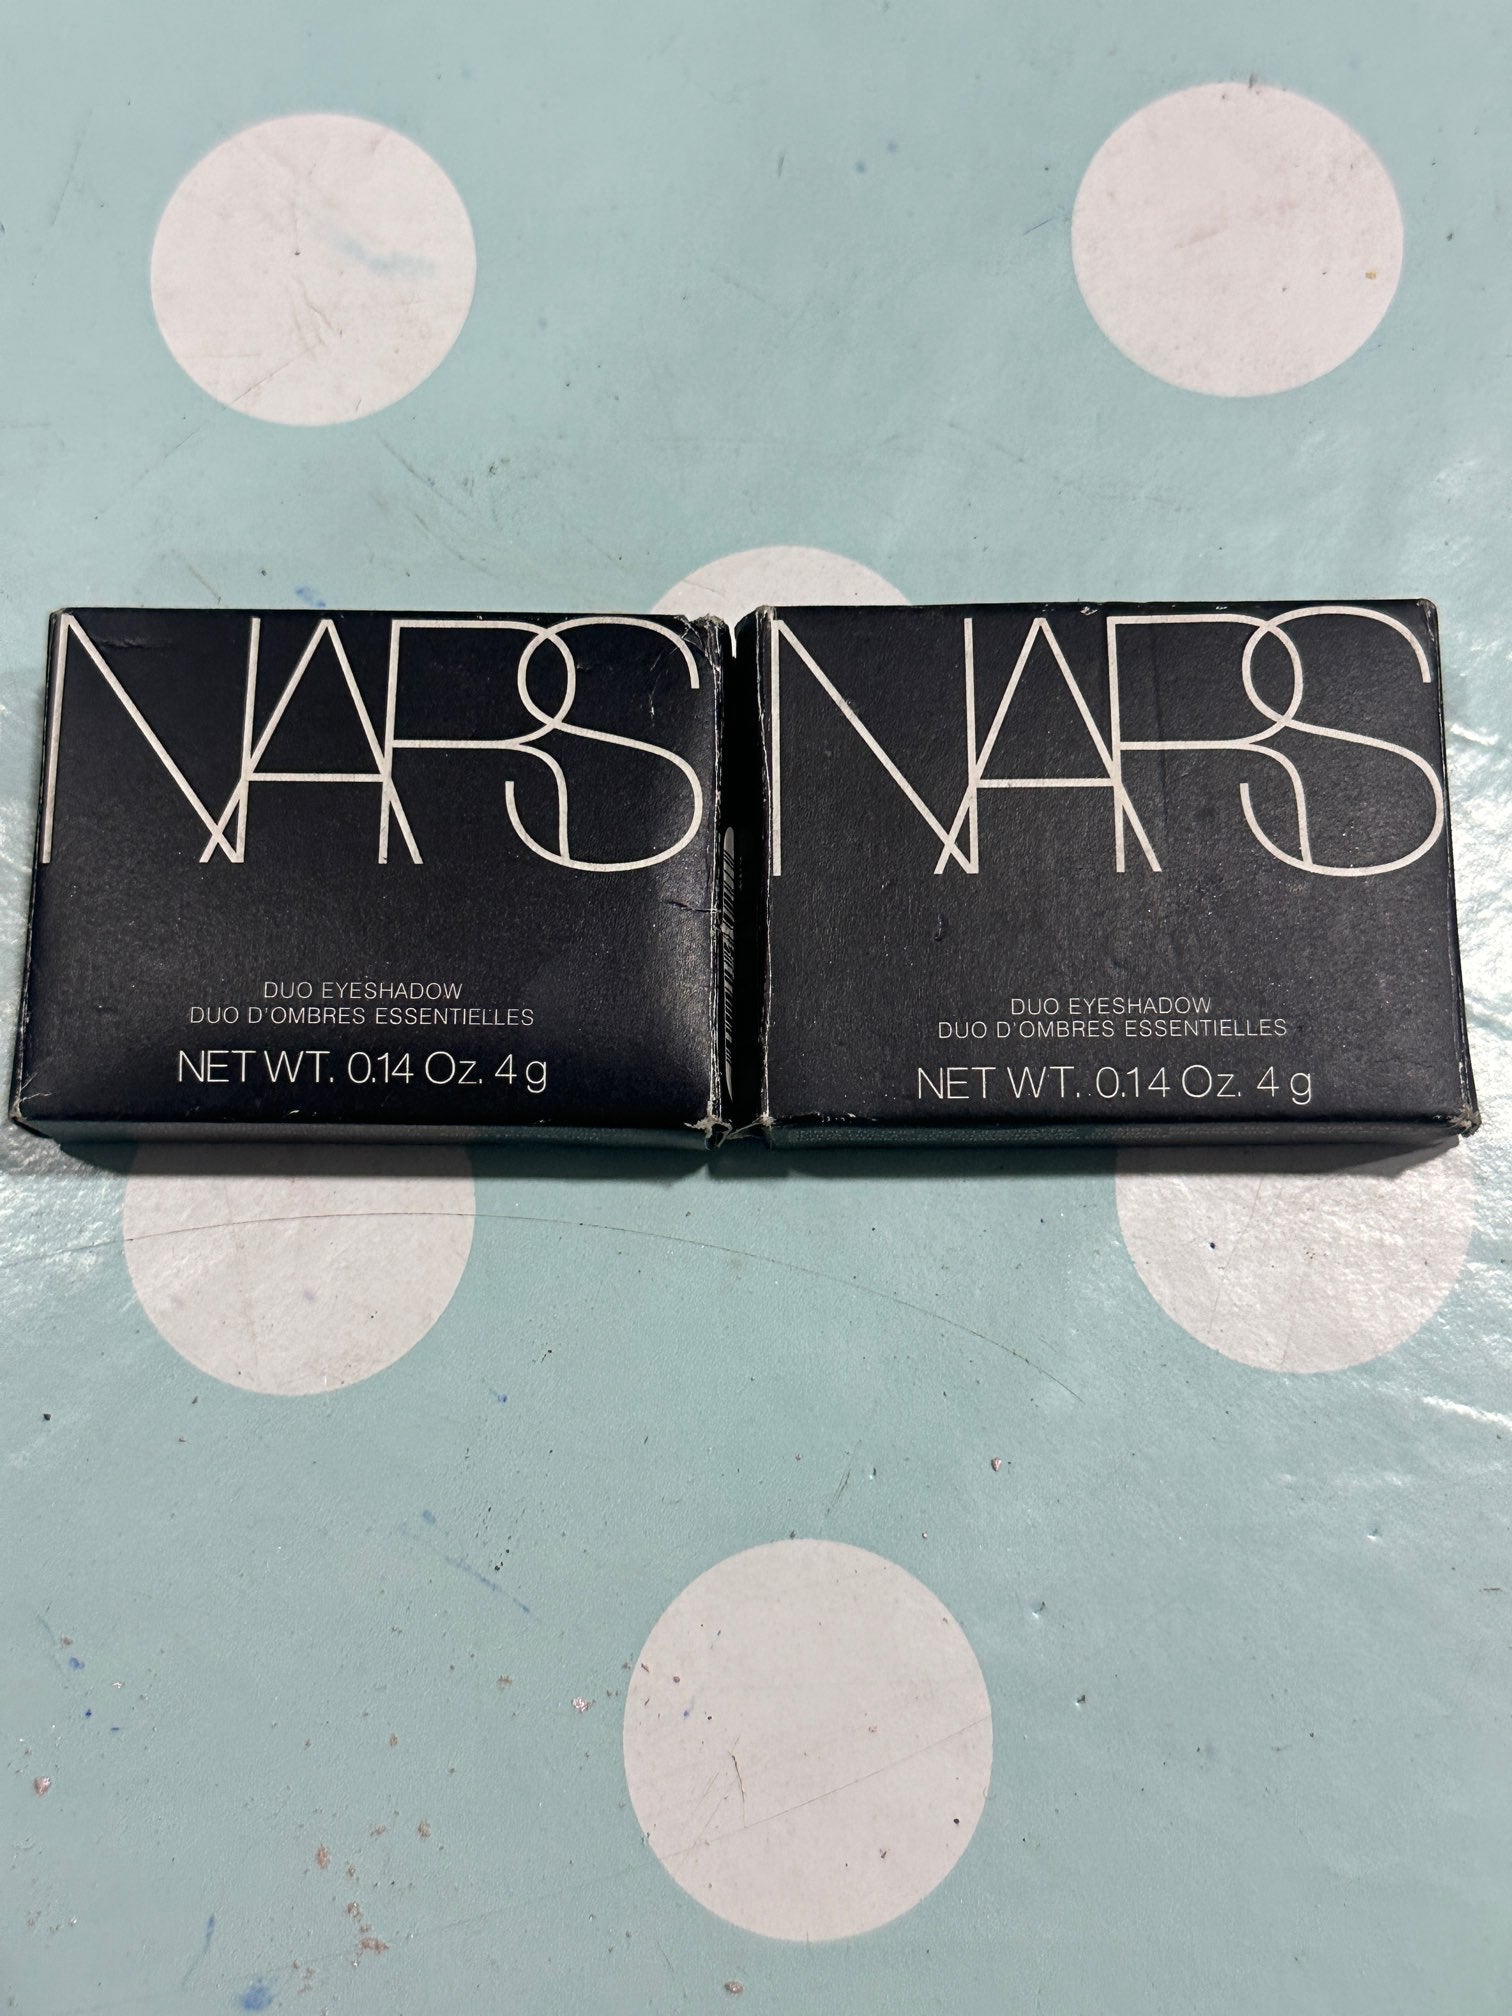 NARS
DUO EYESHADOW
DUO D'OMBRES ESSENTIELLES
NET WT. 0.14 Oz. 4 g
NARS
DUO EYESHADOW
DUO D'OMBRES ESSENTIELLES
NET WT. 0.14 Oz. 4 g